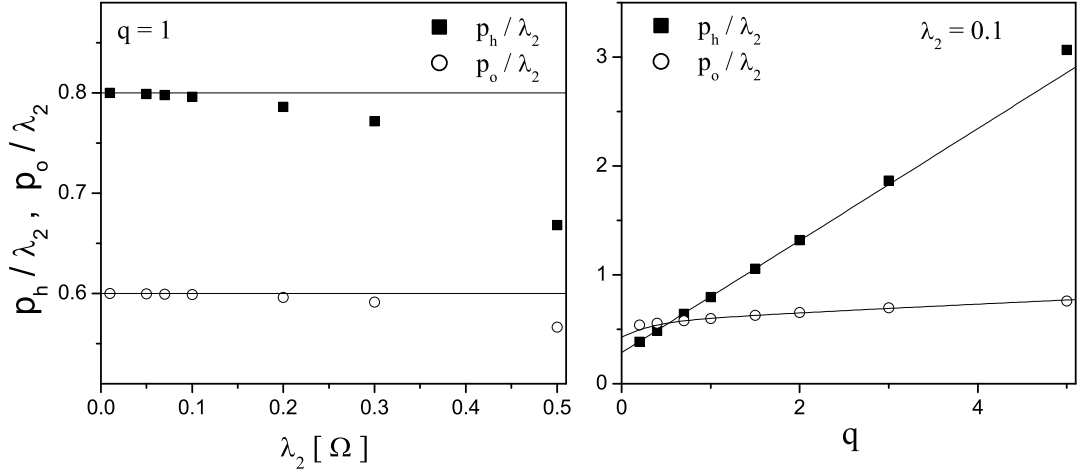 q = 1
p_h / λ_2
p_o / λ_2
0.8
0.7
0.6
p_h / λ_2 , p_o / λ_2
0.0 0.1 0.2 0.3 0.4 0.5
λ_2 [ Ω ]
p_h / λ_2
p_o / λ_2
λ_2 = 0.1
3
2
1
0
0 2 4
q